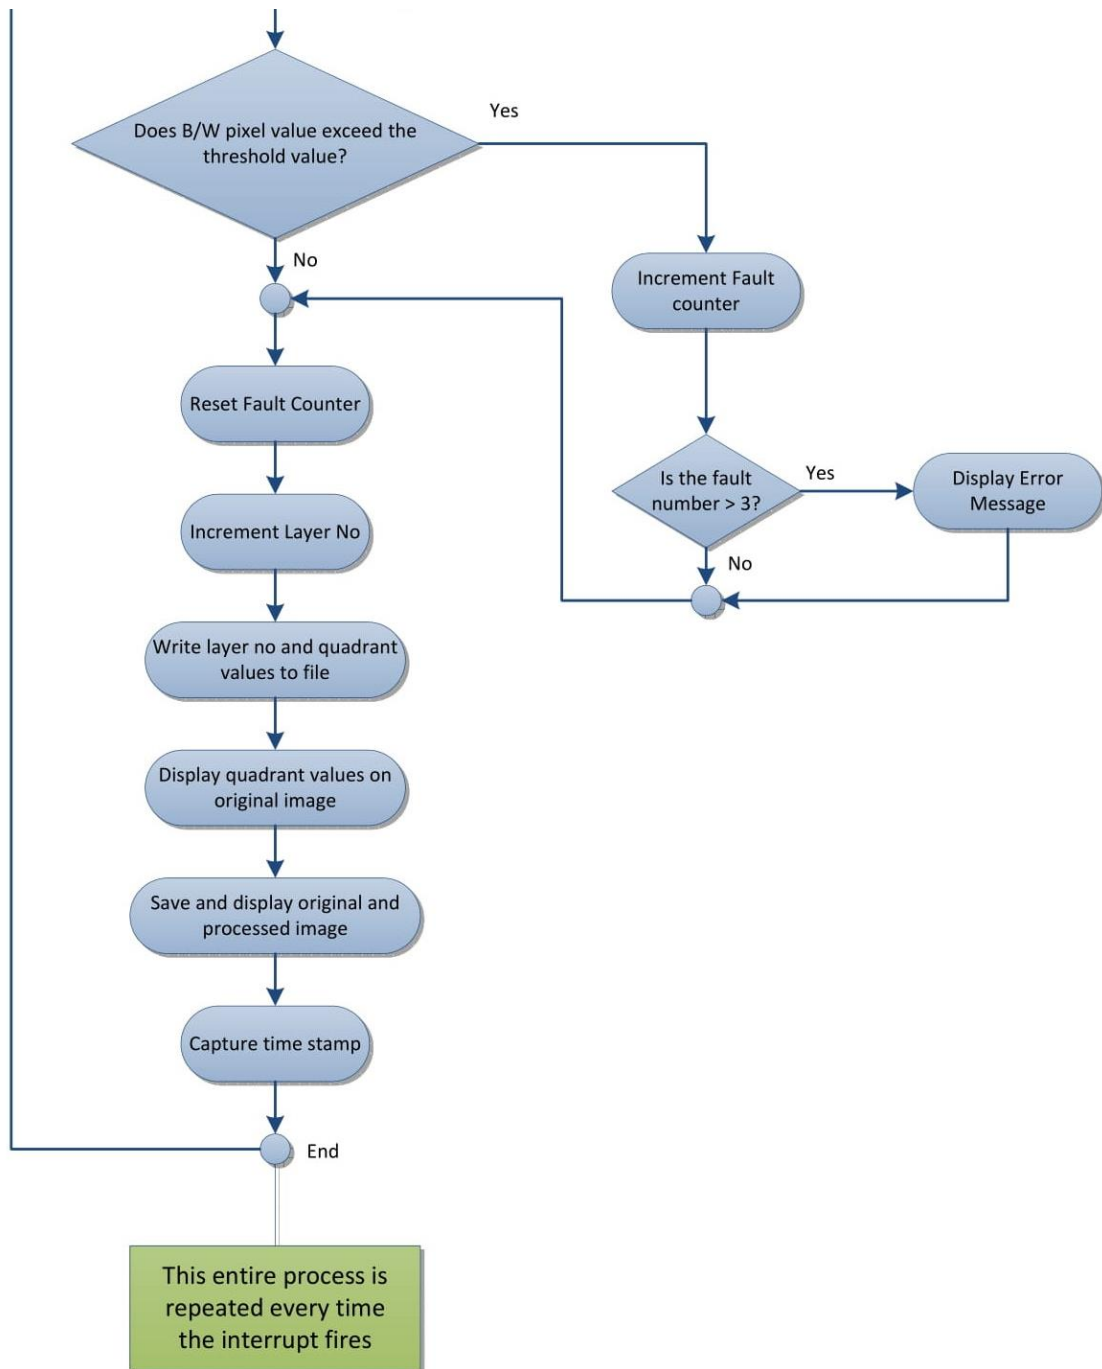 Does B/W pixel value exceed the
threshold value?
Yes
No
Increment Fault
counter
Reset Fault Counter
Is the fault
number > 3?
Yes
Display Error
Message
No
Increment Layer No
Write layer no and quadrant
values to file
Display quadrant values on
original image
Save and display original and
processed image
Capture time stamp
End
This entire process is
repeated every time
the interrupt fires